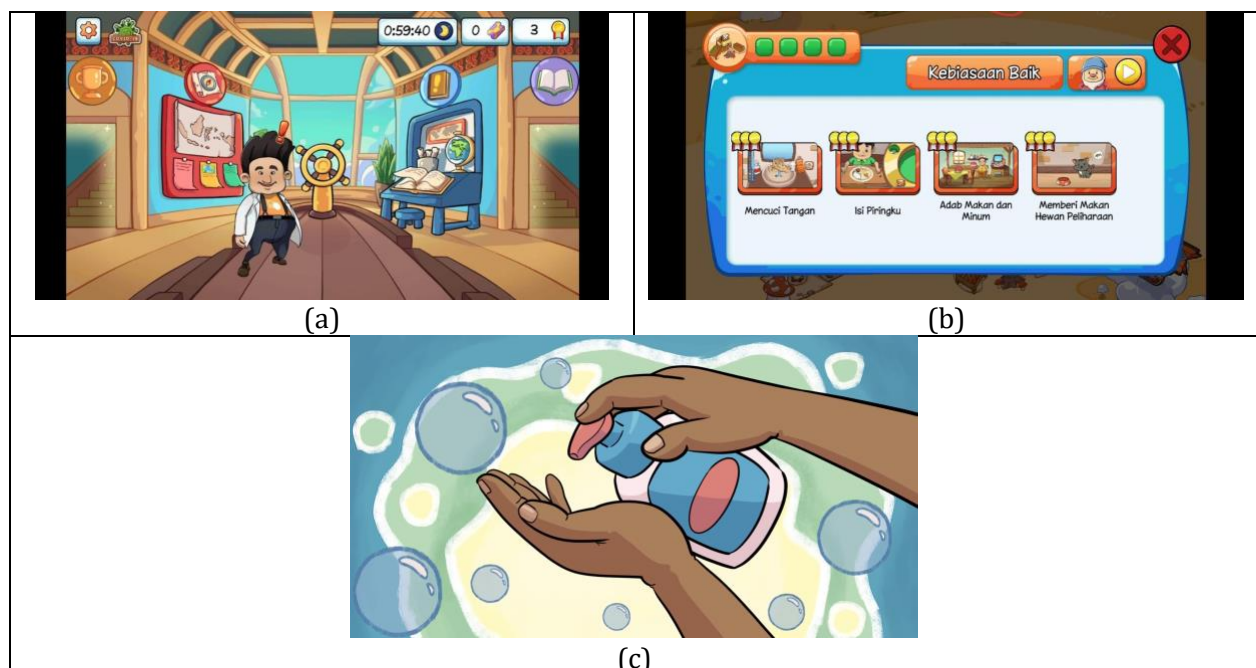 0:59:40 0 3
(a)
Kebiasaan Baik
Mencuci Tangan
Isi Piringku
Adab Makan dan
Minum
Memberi Makan
Hewan Peliharaan
(b)
(c)